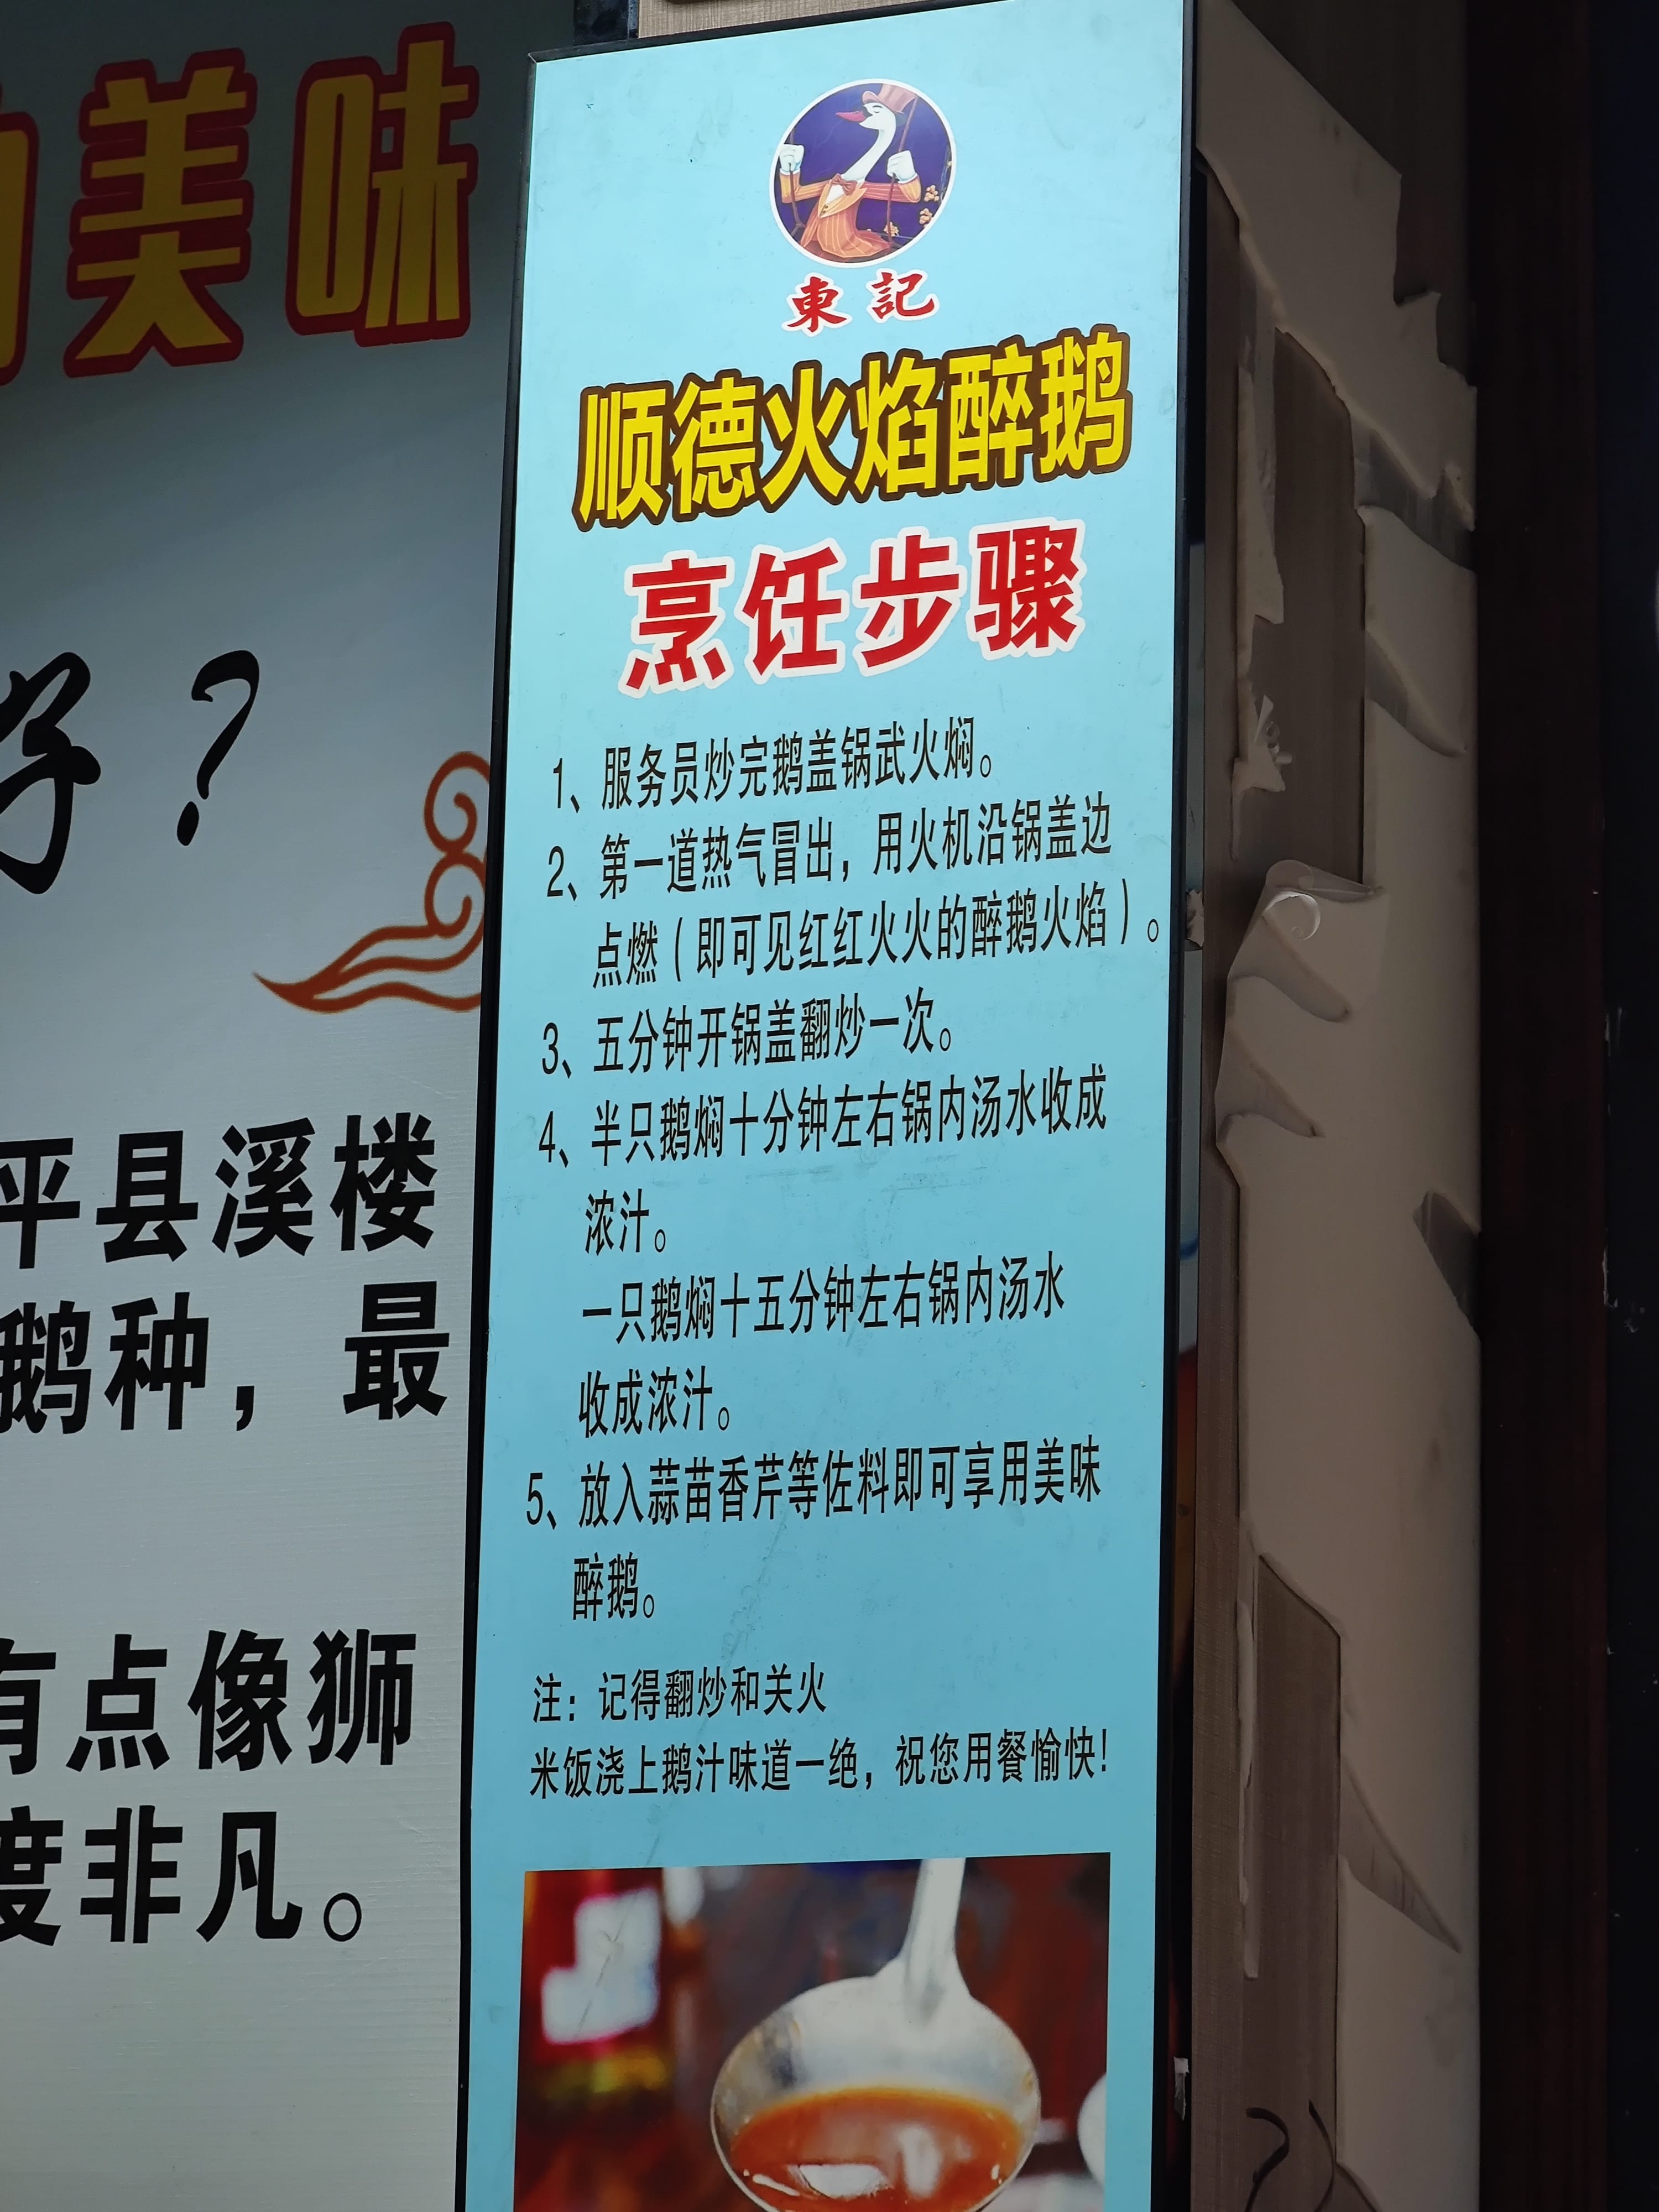 美味
?
平县溪楼
鹅种，最
有点像狮
度非凡。
東記
顺德火焰醉鹅
烹饪步骤
1、服务员炒完鹅盖锅武火焖。
2、第一道热气冒出，用火机沿锅盖边
点燃（即可见红红火火的醉鹅火焰）。
3、五分钟开锅盖翻炒一次。
4、半只鹅焖十分钟左右锅内汤水收成
浓汁。
一只鹅焖十五分钟左右锅内汤水
收成浓汁。
5、放入蒜苗香芹等佐料即可享用美味
醉鹅。
注：记得翻炒和关火
米饭浇上鹅汁味道一绝，祝您用餐愉快!